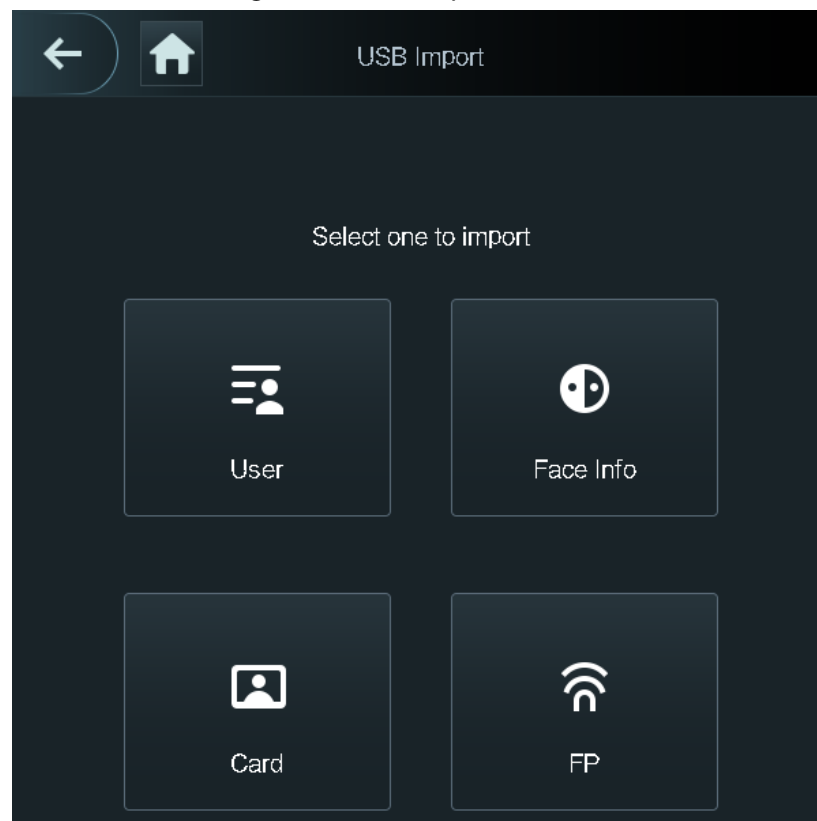 USB Import
Select one to import
User
Face Info
Card
FP